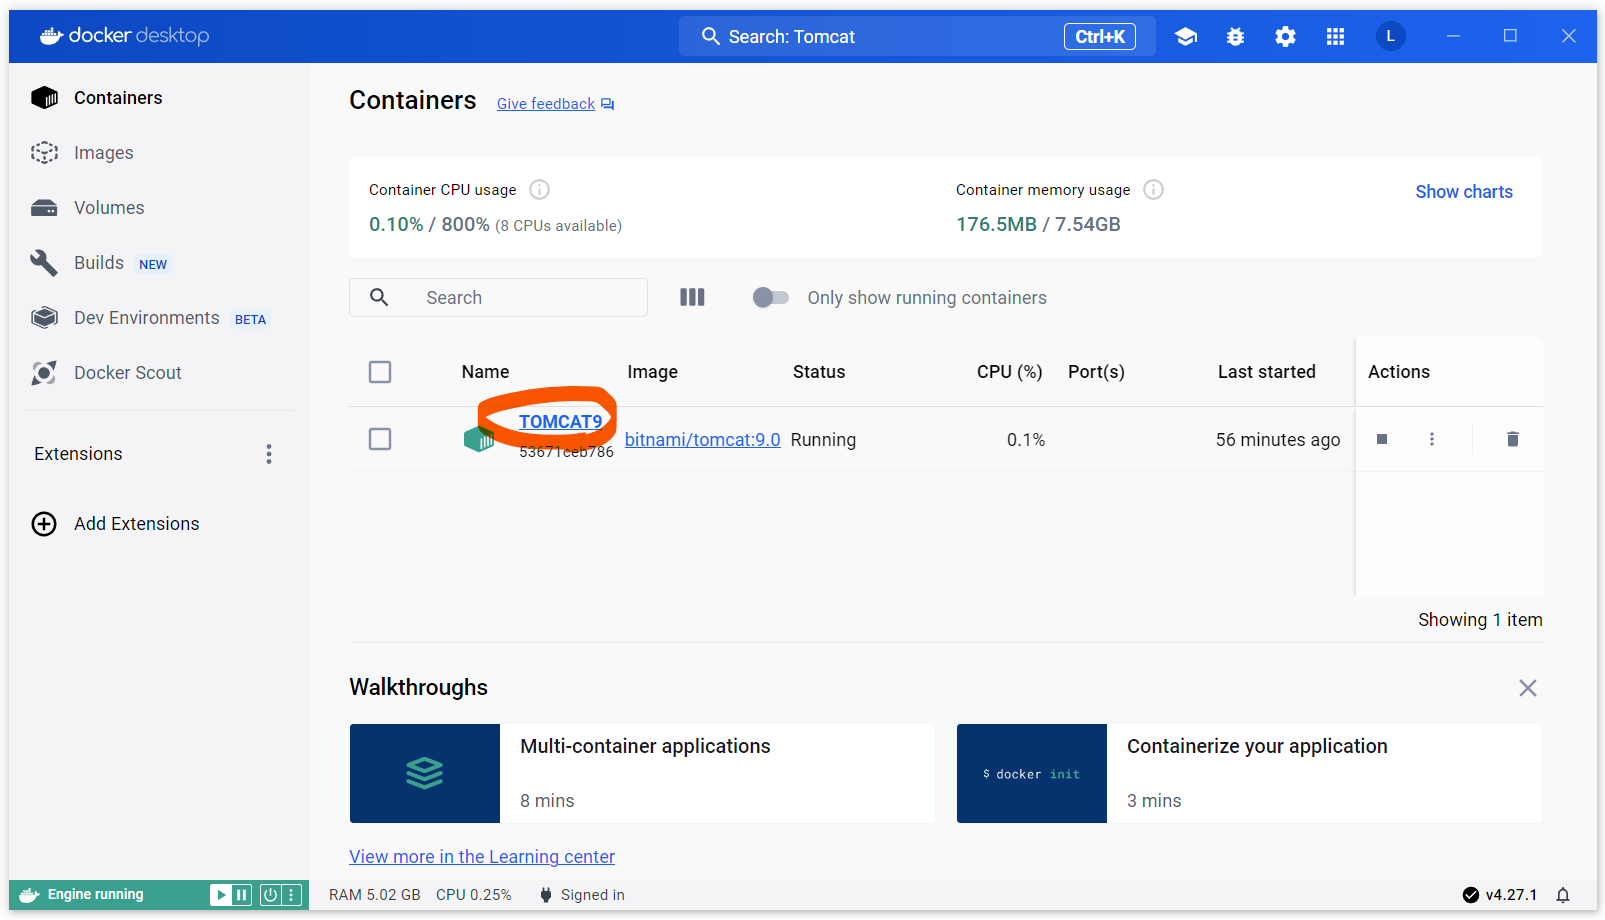 docker desktop
Search: Tomcat
Ctrl+K
L
Containers
Images
Volumes
Builds NEW
Dev Environments BETA
Docker Scout
Extensions
Add Extensions
Containers Give feedback
Container CPU usage
0.10% / 800% (8 CPUs available)
Container memory usage
176.5MB / 7.54GB
Show charts
Search
Only show running containers
Name Image Status CPU (%) Port(s) Last started Actions
TOMCAT9
53671ceb786
bitnami/tomcat:9.0 Running 0.1% 56 minutes ago
Showing 1 item
Walkthroughs
Multi-container applications
8 mins
$ docker init
Containerize your application
3 mins
View more in the Learning center
Engine running
RAM 5.02 GB CPU 0.25% Signed in
v4.27.1